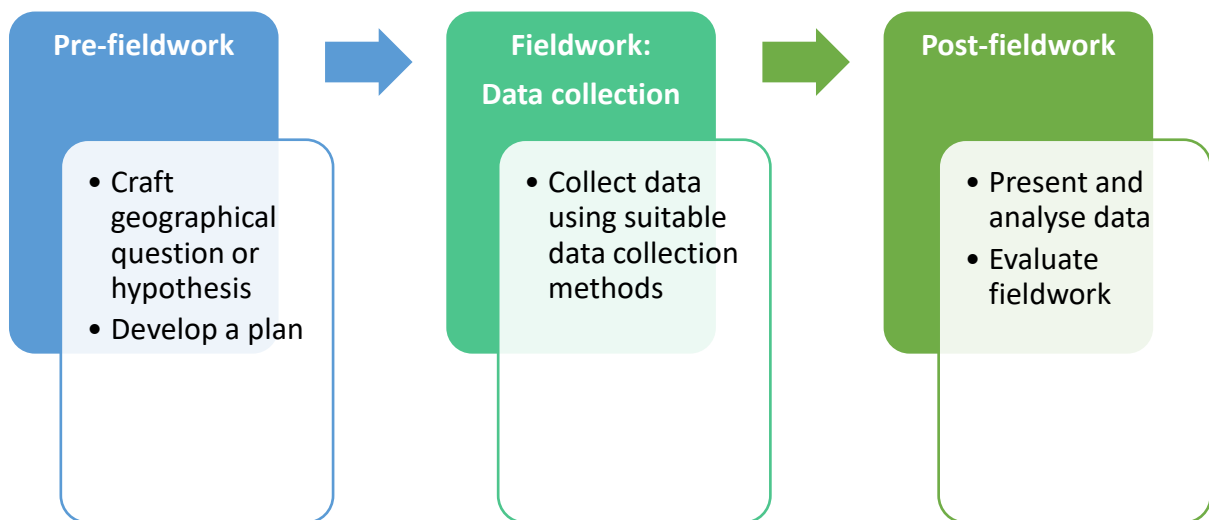 Pre-fieldwork
• Craft
geographical
question or
hypothesis
• Develop a plan
Fieldwork:
Data collection
• Collect data
using suitable
data collection
methods
Post-fieldwork
• Present and
analyse data
• Evaluate
fieldwork